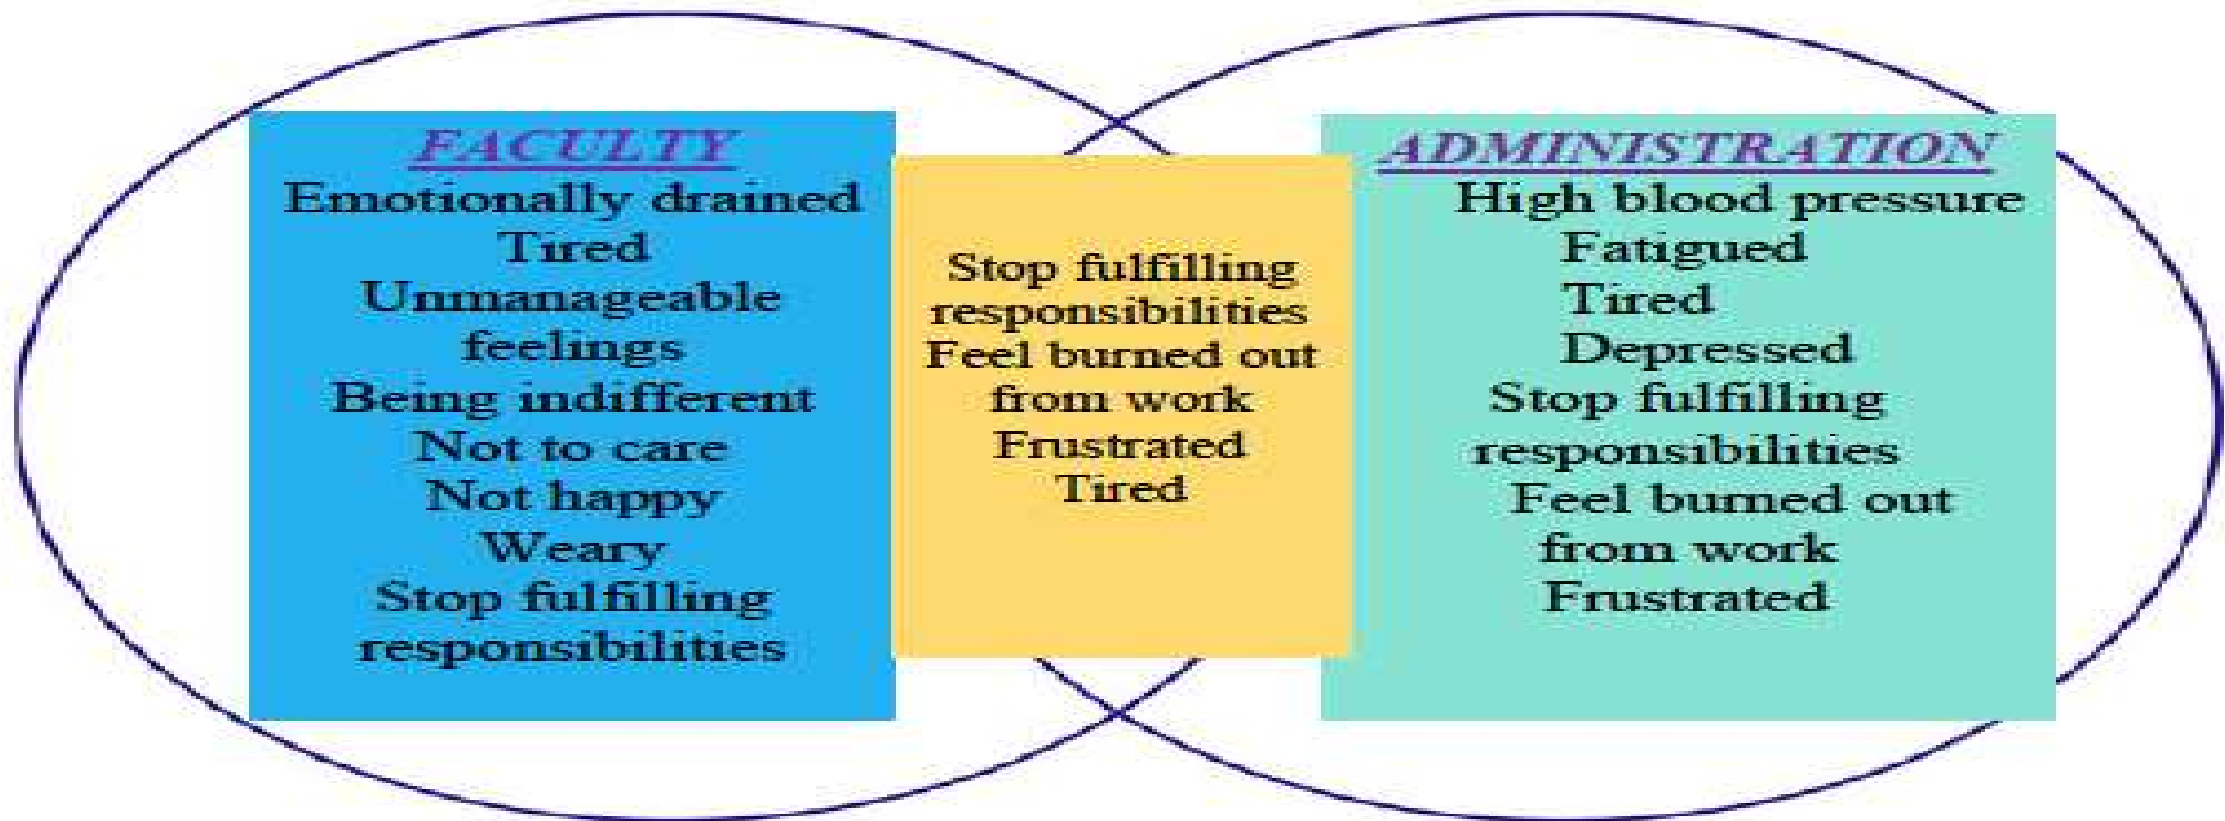 FACULTY
Emotionally drained
Tired
Unmanageable
feelings
Being indifferent
Not to care
Not happy
Weary
Stop fulfilling
responsibilities
Stop fulfilling
responsibilities
Feel burned out
from work
Frustrated
Tired
ADMINISTRATION
High blood pressure
Fatigued
Tired
Depressed
Stop fulfilling
responsibilities
Feel burned out
from work
Frustrated